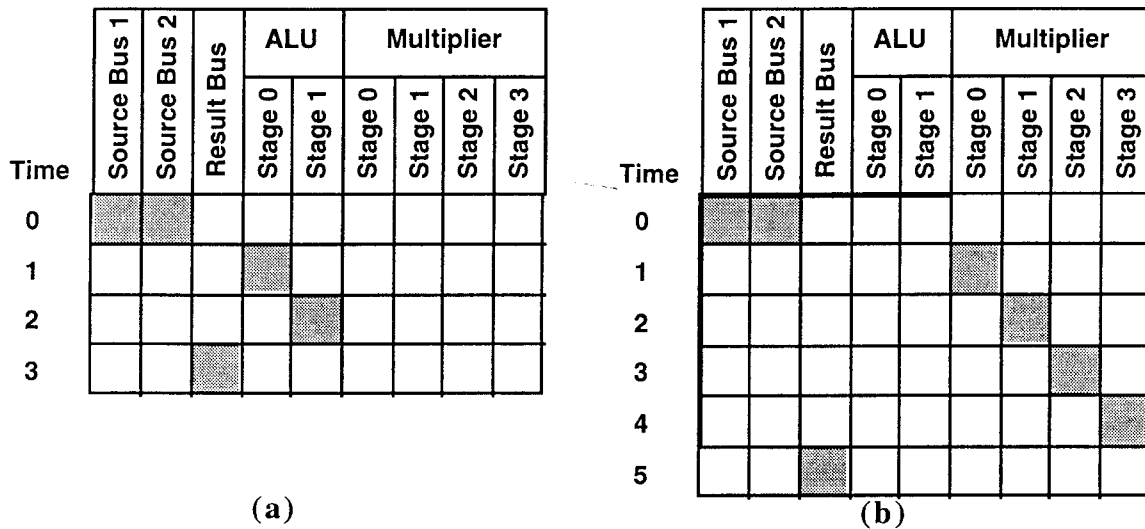 Source Bus 1
Source Bus 2
Result Bus
ALU
Multiplier
Stage 0
Stage 1
Stage 0
Stage 1
Stage 2
Stage 3
Time
0
1
2
3
(a)
Source Bus 1
Source Bus 2
Result Bus
ALU
Multiplier
Stage 0
Stage 1
Stage 0
Stage 1
Stage 2
Stage 3
Time
0
1
2
3
4
5
(b)